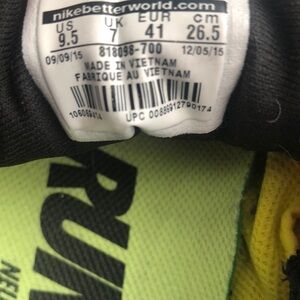 nikebetterworld.com
US UK EUR cm
9.5 7 41 26.5
09/09/15 818098-700 12/05/15
MADE IN VIETNAM
FABRIQUE AU VIETNAM
UPC 00886912790174
RUN